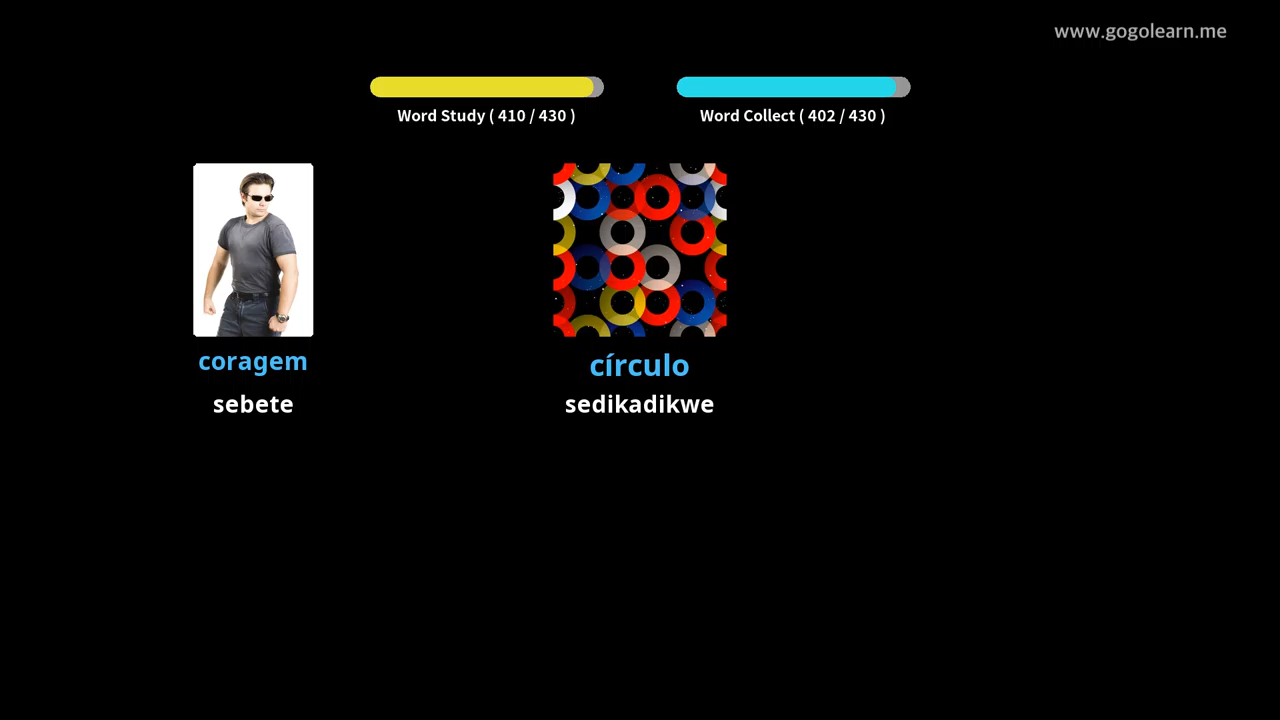 www.gogolearn.me
Word Study ( 410 / 430 )
Word Collect ( 402 / 430 )
coragem
sebete
círculo
sedikadikwe